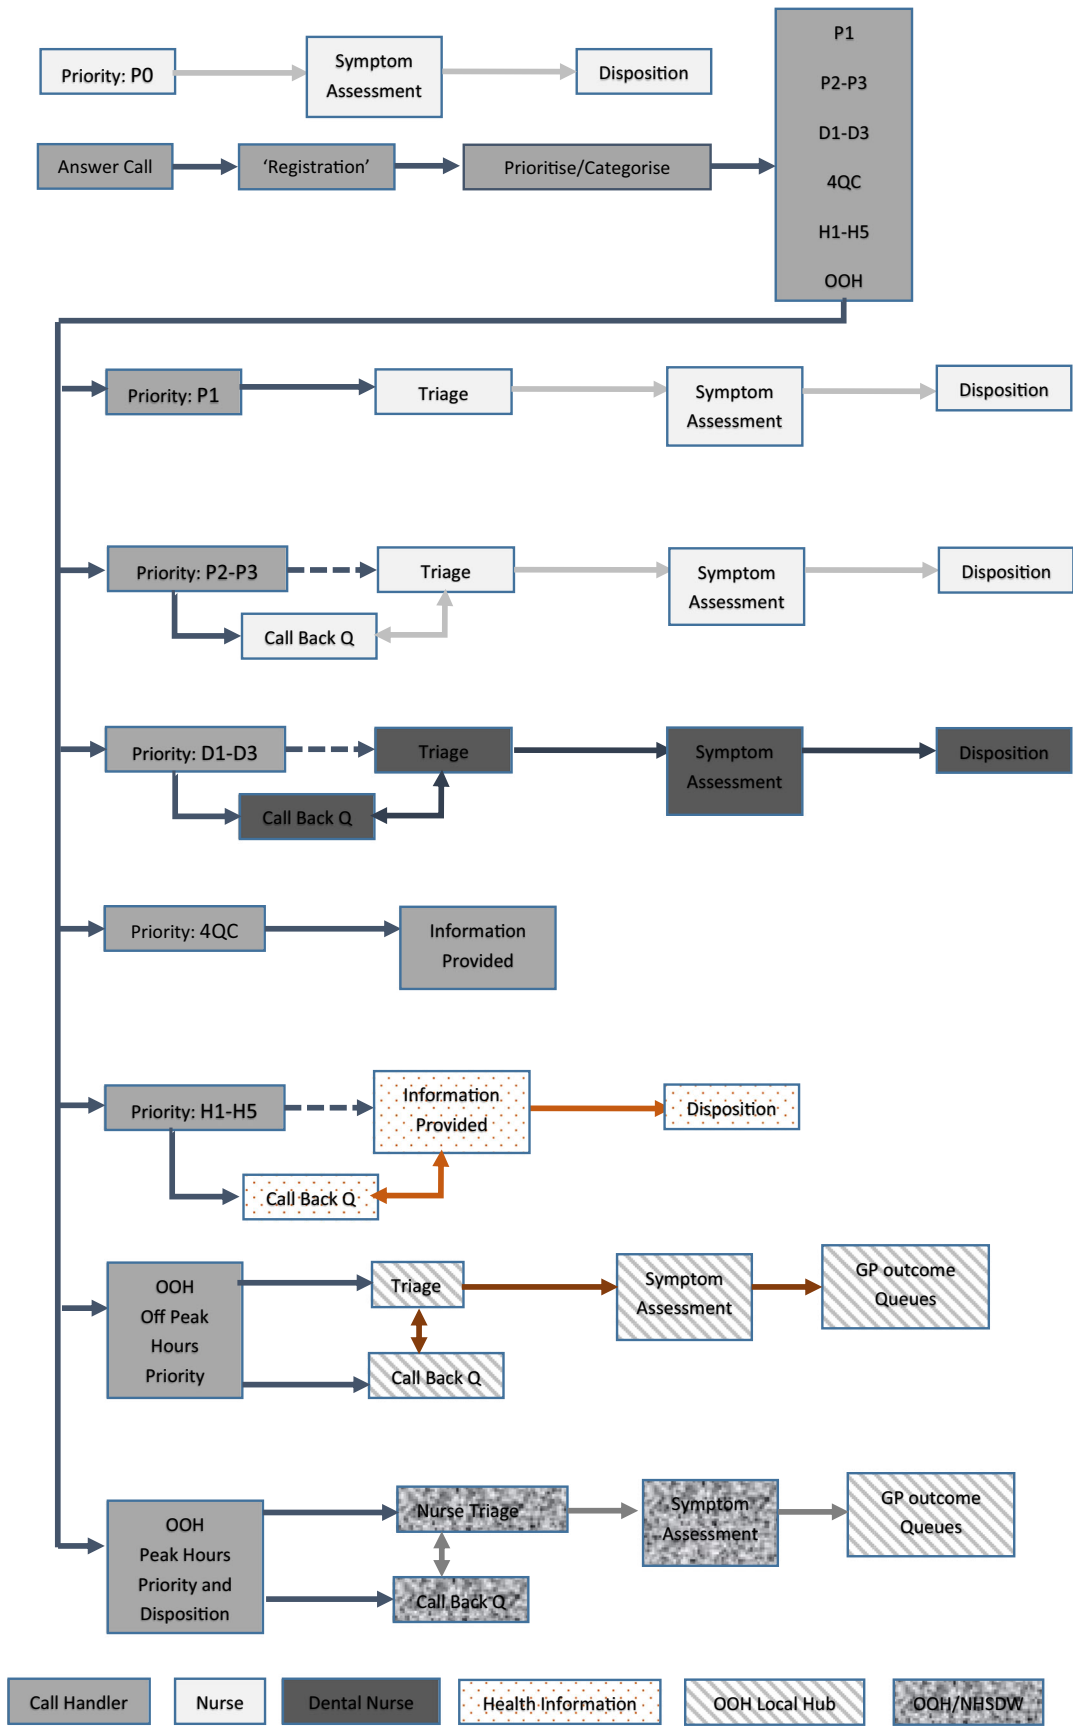 Priority: P0
Symptom
Assessment
Disposition
Answer Call
‘Registration’
Prioritise/Categorise
P1
P2-P3
D1-D3
4QC
H1-H5
OOH
Priority: P1
Triage
Symptom
Assessment
Disposition
Priority: P2-P3
Triage
Symptom
Assessment
Disposition
Call Back Q
Priority: D1-D3
Triage
Symptom
Assessment
Disposition
Call Back Q
Priority: 4QC
Information
Provided
Priority: H1-H5
Information
Provided
Disposition
Call Back Q
OOH
Off Peak
Hours
Priority
Triage
Symptom
Assessment
GP outcome
Queues
Call Back Q
OOH
Peak Hours
Priority and
Disposition
Nurse Triage
Symptom
Assessment
GP outcome
Queues
Call Back Q
Call Handler
Nurse
Dental Nurse
Health Information
OOH Local Hub
OOH/NHSDW